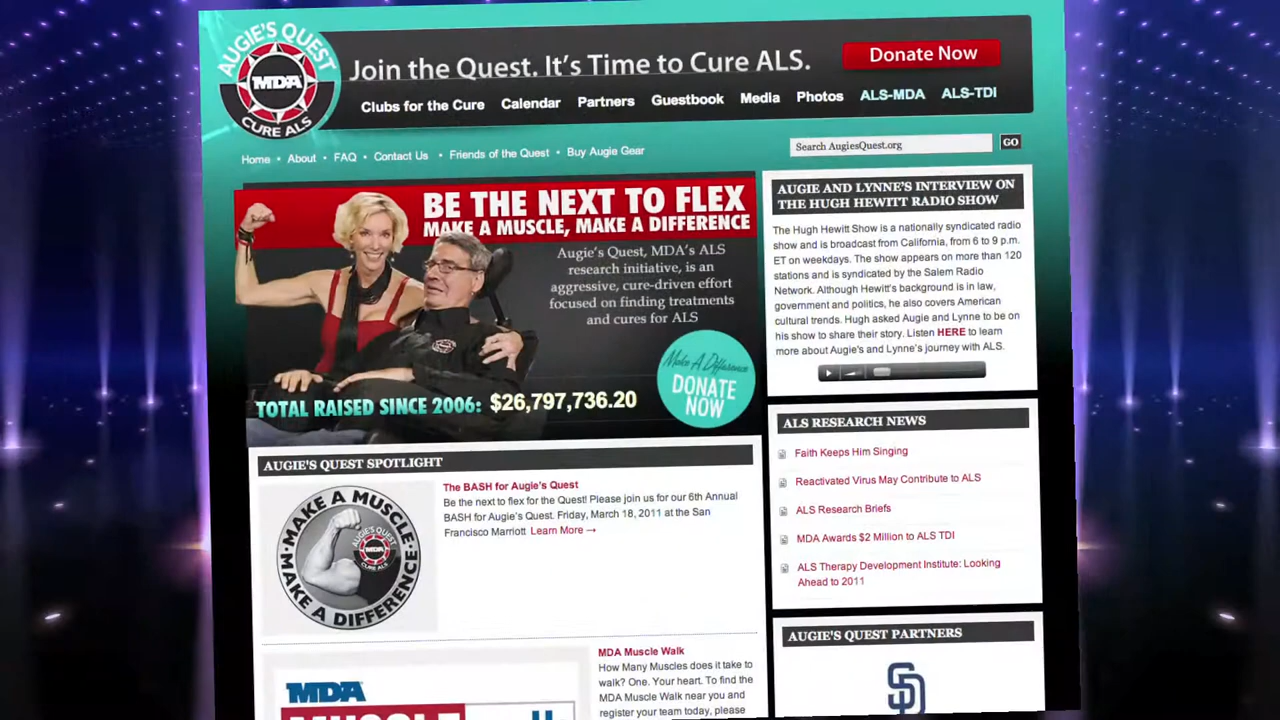 AUGIE'S QUEST
MDA
CURE ALS
Join the Quest. It's Time to Cure ALS.
Donate Now
Clubs for the Cure Calendar Partners Guestbook Media Photos ALS-MDA ALS-TDI
Home • About • FAQ • Contact Us • Friends of the Quest • Buy Augie Gear
Search AugiesQuest.org
GO
BE THE NEXT TO FLEX
MAKE A MUSCLE, MAKE A DIFFERENCE
Augie's Quest, MDA's ALS
research initiative, is an
aggressive, cure-driven effort
focused on finding treatments
and cures for ALS
Make A Difference
DONATE
NOW
TOTAL RAISED SINCE 2006: $26,797,736.20
AUGIE'S QUEST SPOTLIGHT
MAKE A MUSCLE
MAKE A DIFFERENCE
AUGIE'S QUEST
MDA
CURE ALS
The BASH for Augie's Quest
Be the next to flex for the Quest! Please join us for our 6th Annual
BASH for Augie's Quest. Friday, March 18, 2011 at the San
Francisco Marriott Learn More →
MDA
MUSCLE
MDA Muscle Walk
How Many Muscles does it take to
walk? One. Your heart. To find the
MDA Muscle Walk near you and
register your team today, please
AUGIE AND LYNNE'S INTERVIEW ON
THE HUGH HEWITT RADIO SHOW
The Hugh Hewitt Show is a nationally syndicated radio
show and is broadcast from California, from 6 to 9 p.m.
ET on weekdays. The show appears on more than 120
stations and is syndicated by the Salem Radio
Network. Although Hewitt's background is in law,
government and politics, he also covers American
cultural trends. Hugh asked Augie and Lynne to be on
his show to share their story. Listen HERE to learn
more about Augie's and Lynne's journey with ALS.
ALS RESEARCH NEWS
Faith Keeps Him Singing
Reactivated Virus May Contribute to ALS
ALS Research Briefs
MDA Awards $2 Million to ALS TDI
ALS Therapy Development Institute: Looking
Ahead to 2011
AUGIE'S QUEST PARTNERS
SD